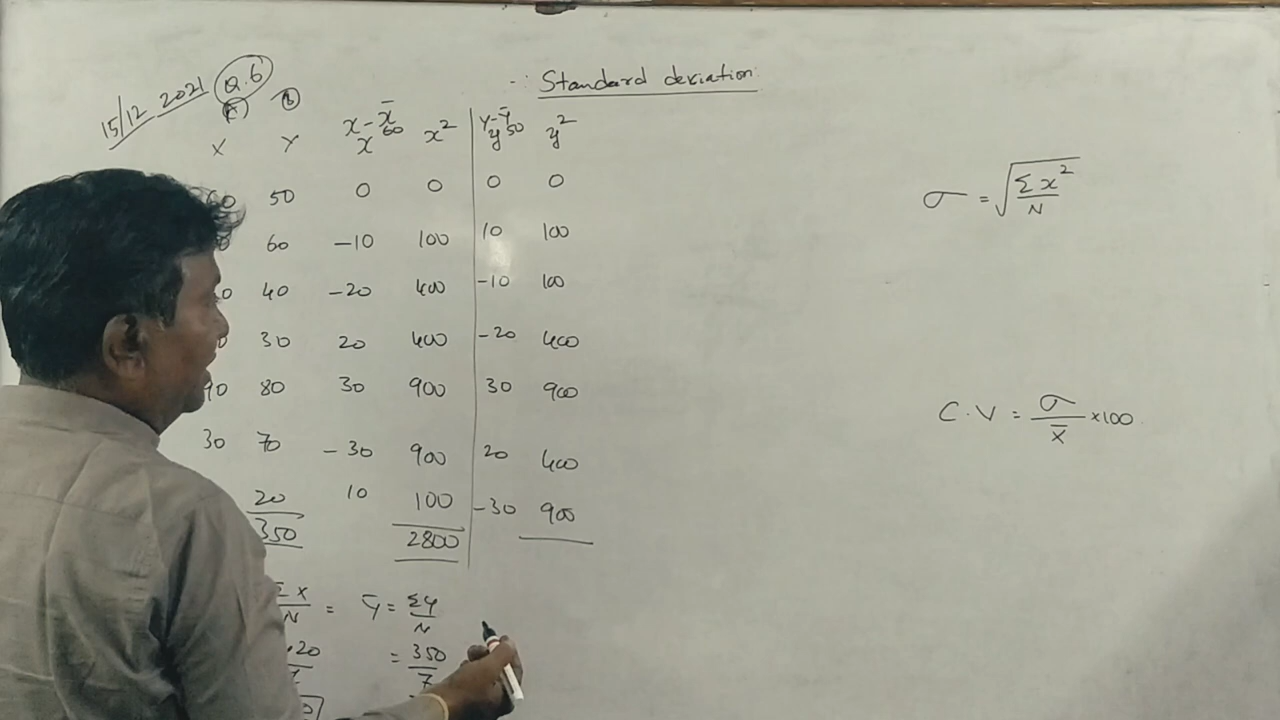 ∴ Standard deviation
15/12 2021 Q.6
(A) (B)
X Y x - x̄ 60 x x² Y - Ȳ 50 y y²
50 0 0 0 0
60 -10 100 10 100
40 -20 400 -10 100
30 20 400 -20 400
80 30 900 30 900
30 70 -30 900 20 400
20 10 100 -30 900
350 2800
σ = √Σx²/N
C.V = σ/x̄ ×100
Σx/N = ȳ = Σy/N
= 350/7